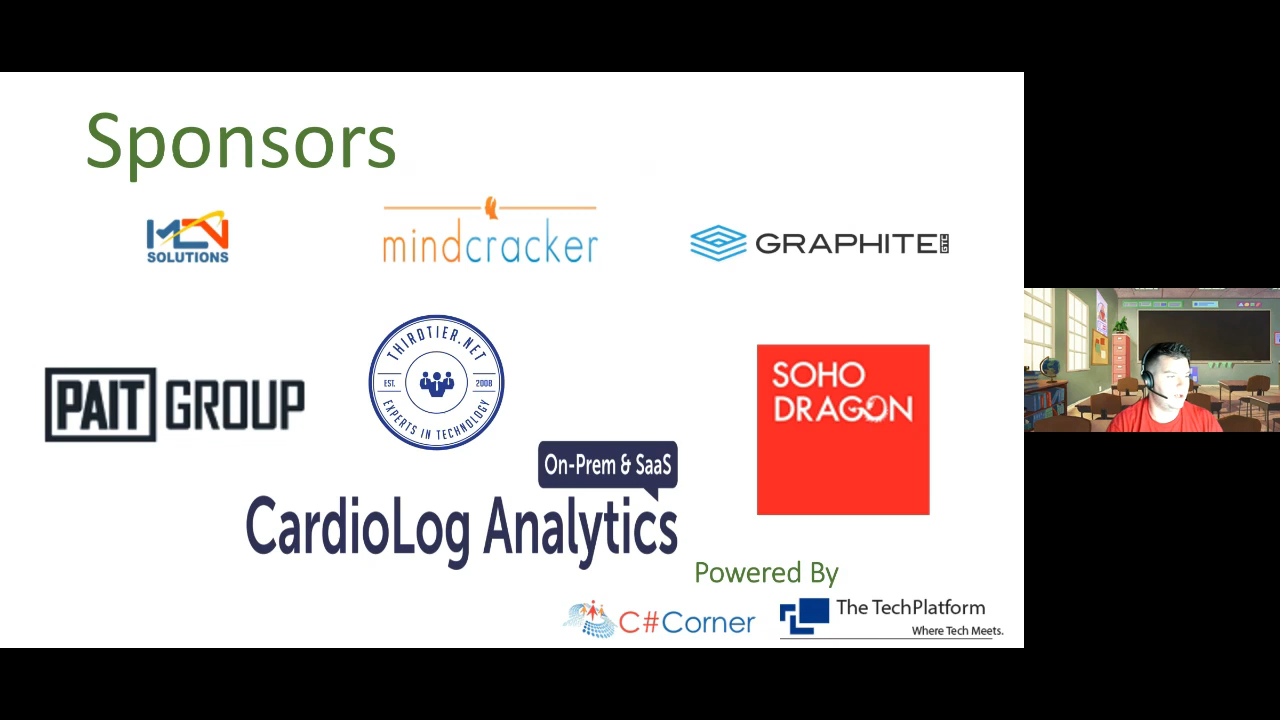 Sponsors
MCN
SOLUTIONS
mindcracker
GRAPHITE GTC
PAIT GROUP
THIRDTIER.NET
EST. 2008
EXPERTS IN TECHNOLOGY
SOHO
DRAGON
On-Prem & SaaS
CardioLog Analytics
Powered By
C#Corner
The TechPlatform
Where Tech Meets.